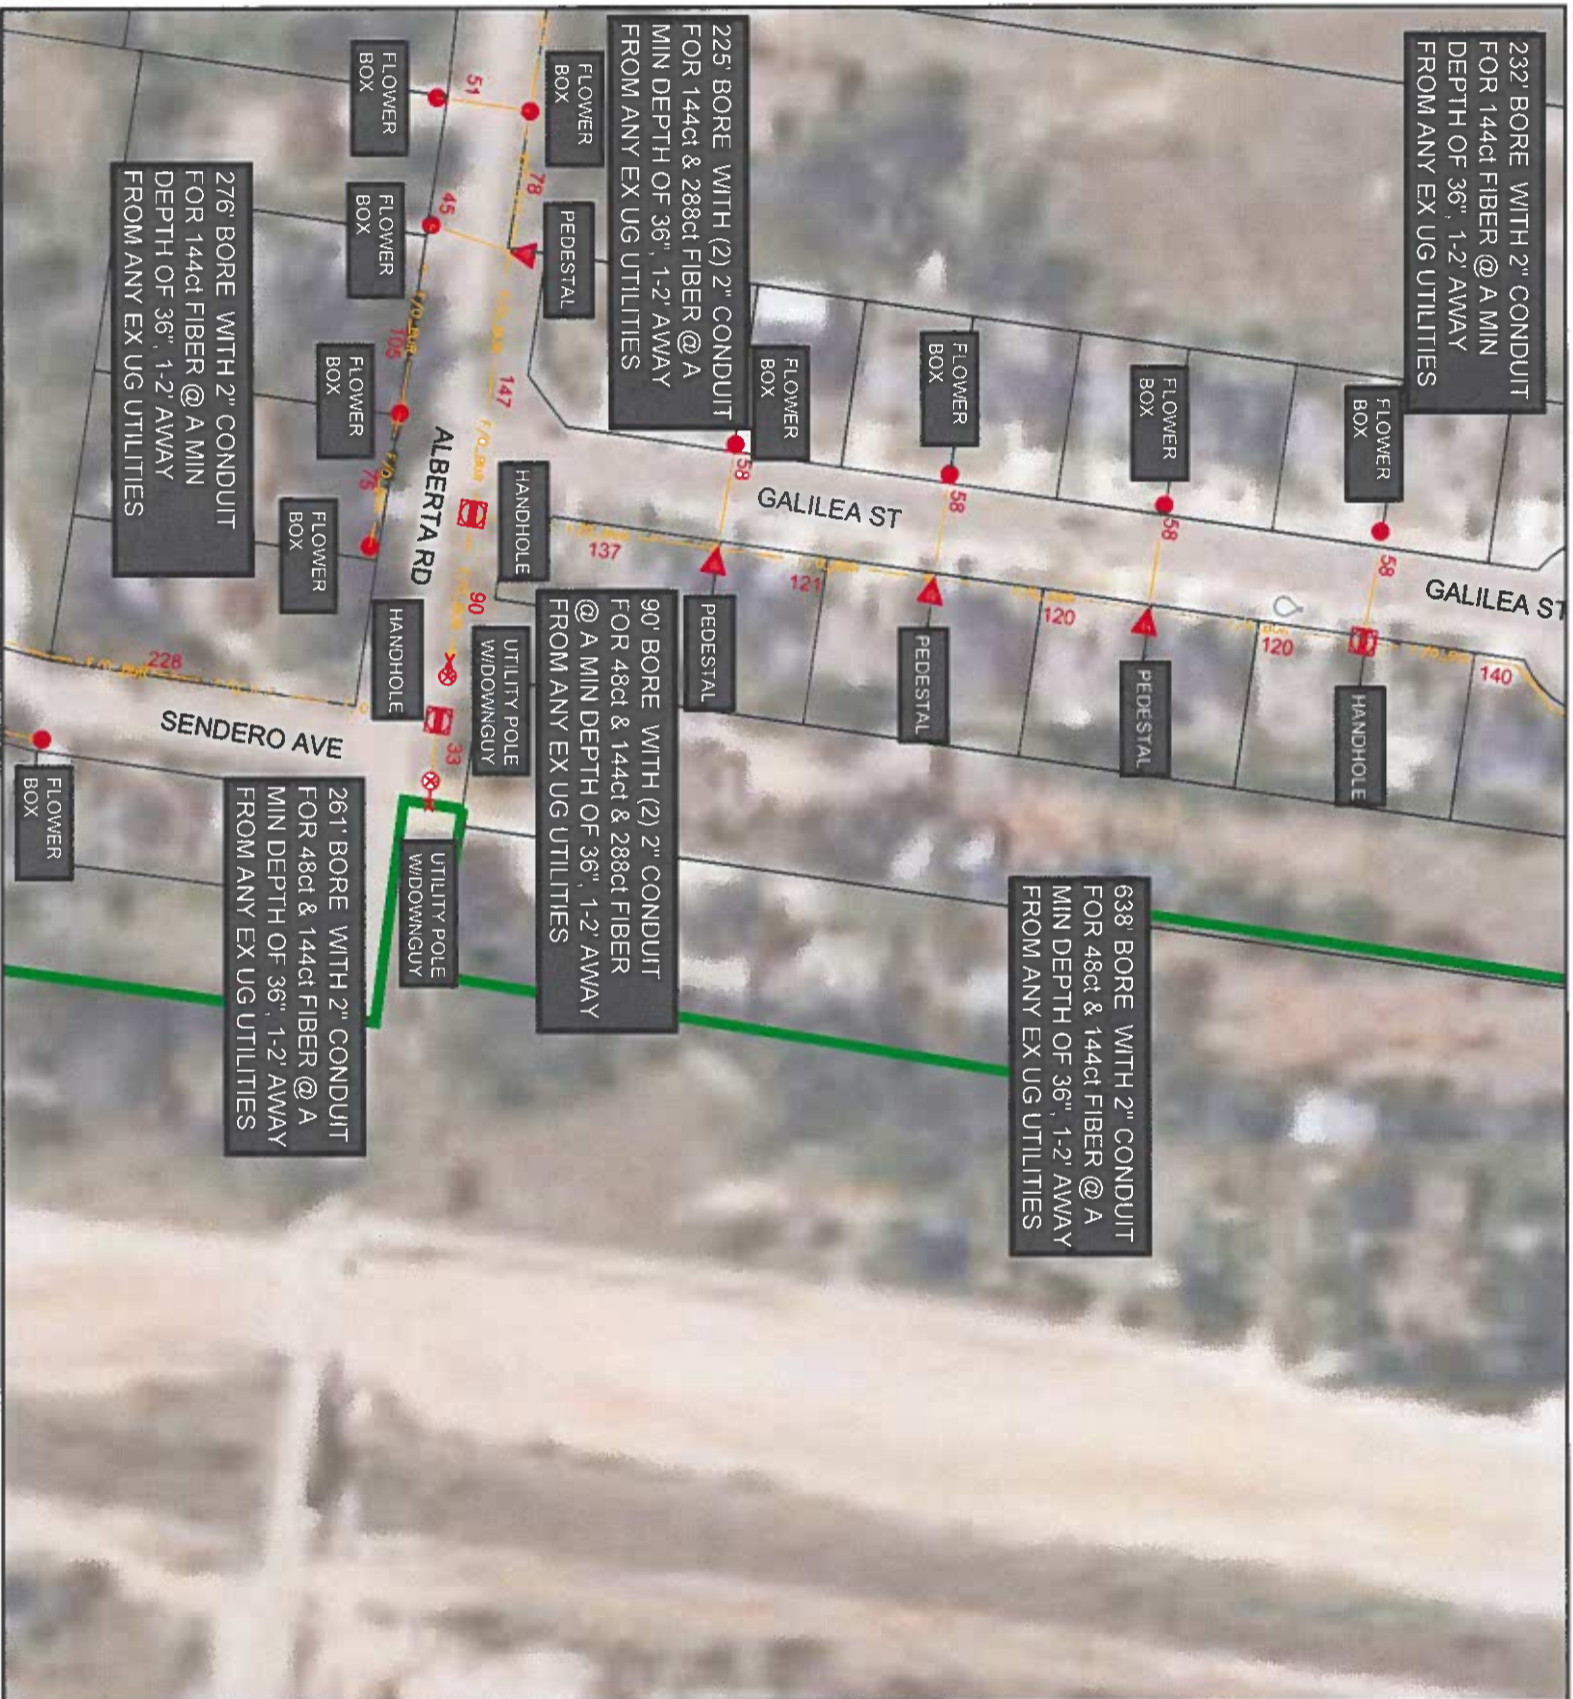 232' BORE WITH 2" CONDUIT
FOR 144ct FIBER @ A MIN
DEPTH OF 36", 1-2' AWAY
FROM ANY EX UG UTILITIES
FLOWER
BOX
58
GALILEA ST
140
HANDHOLE
120
FLOWER
BOX
58
120
PEDESTAL
638' BORE WITH 2" CONDUIT
FOR 48ct & 144ct FIBER @ A
MIN DEPTH OF 36", 1-2' AWAY
FROM ANY EX UG UTILITIES
FLOWER
BOX
58
121
PEDESTAL
GALILEA ST
FLOWER
BOX
58
137
PEDESTAL
225' BORE WITH (2) 2" CONDUIT
FOR 144ct & 288ct FIBER @ A
MIN DEPTH OF 36", 1-2' AWAY
FROM ANY EX UG UTILITIES
90' BORE WITH (2) 2" CONDUIT
FOR 48ct & 144ct & 288ct FIBER
@ A MIN DEPTH OF 36", 1-2' AWAY
FROM ANY EX UG UTILITIES
FLOWER
BOX
78
PEDESTAL
F/O_BUR
147
F/O_BUR
HANDHOLE
90
UTILITY POLE
W/DOWNGUY
51
45
F/O_BUR
105
F/O_BUR
75
ALBERTA RD
33
HANDHOLE
UTILITY POLE
W/DOWNGUY
FLOWER
BOX
FLOWER
BOX
FLOWER
BOX
FLOWER
BOX
276' BORE WITH 2" CONDUIT
FOR 144ct FIBER @ A MIN
DEPTH OF 36", 1-2' AWAY
FROM ANY EX UG UTILITIES
261' BORE WITH 2" CONDUIT
FOR 48ct & 144ct FIBER @ A
MIN DEPTH OF 36", 1-2' AWAY
FROM ANY EX UG UTILITIES
228
F/O_BUR
SENDERO AVE
FLOWER
BOX